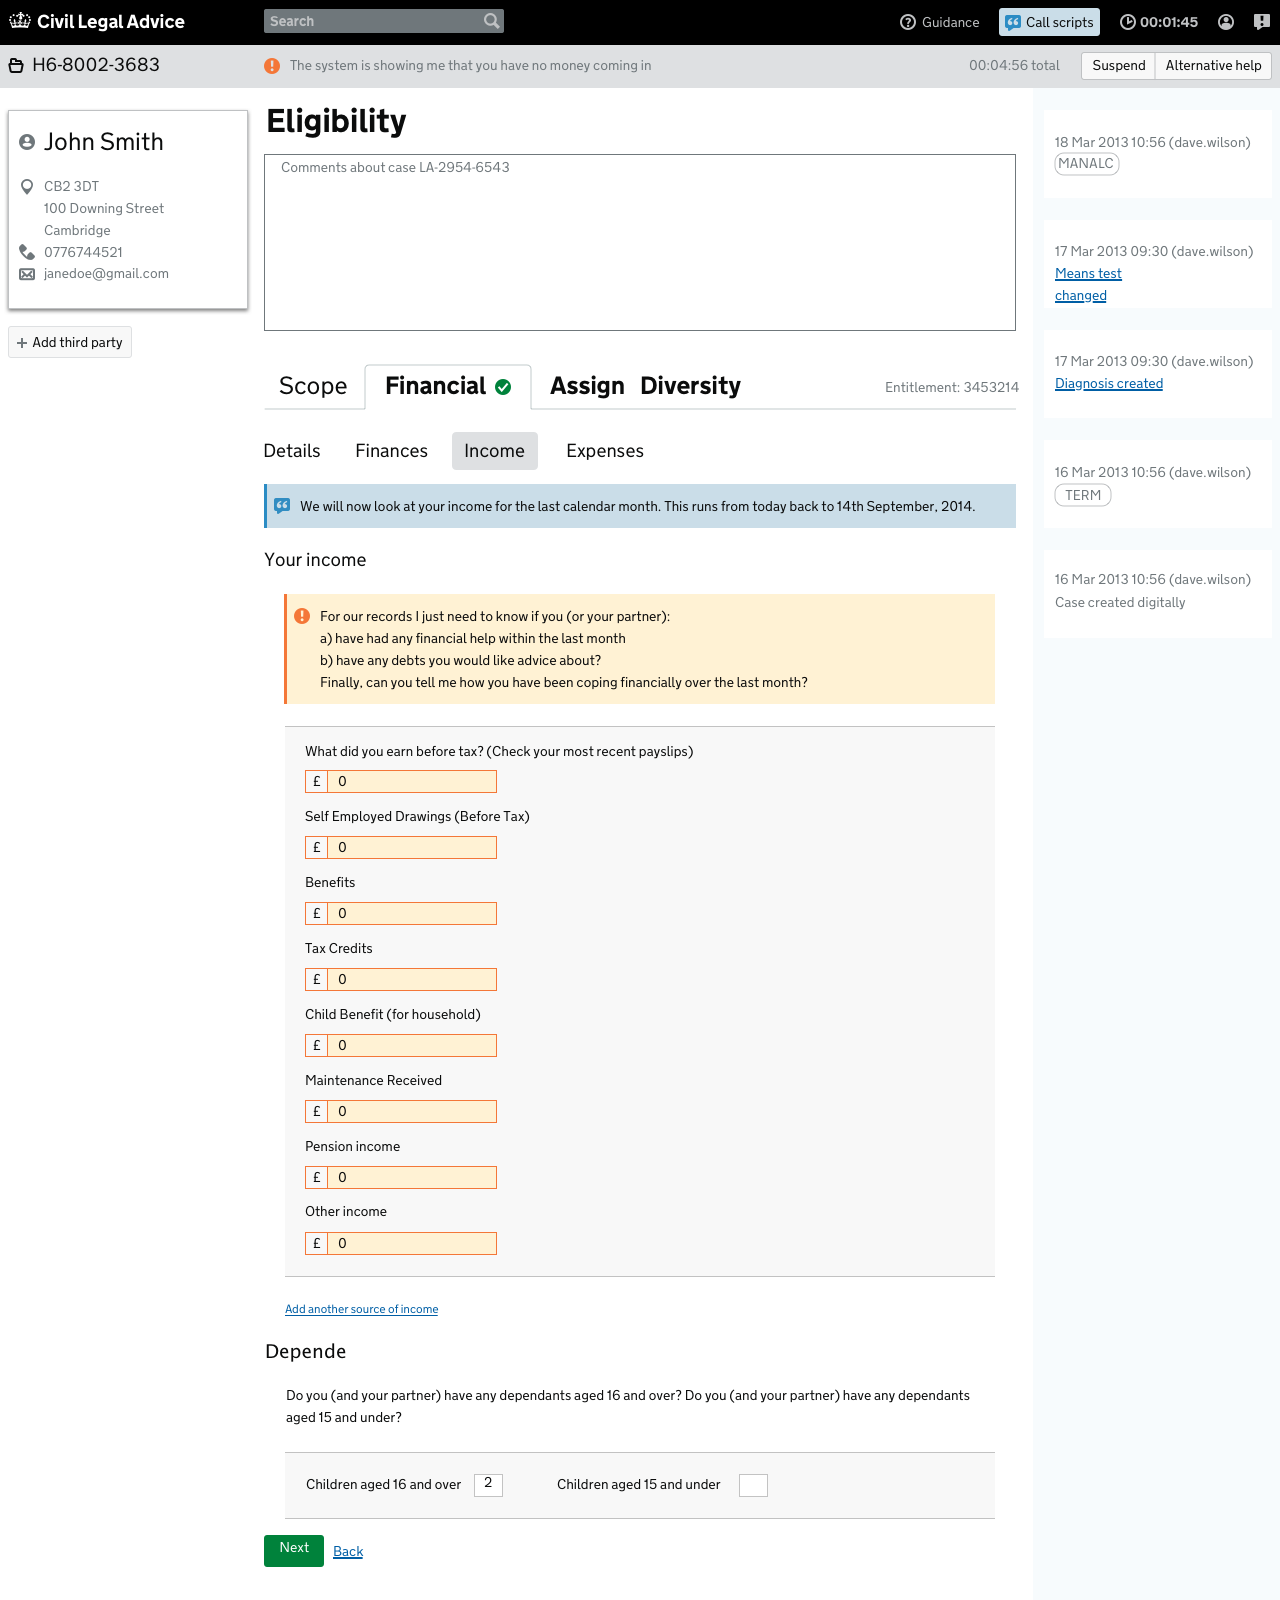 Civil Legal Advice
Search
Guidance
Call scripts
00:01:45
H6-8002-3683
The system is showing me that you have no money coming in
00:04:56 total
Suspend
Alternative help
John Smith
CB2 3DT
100 Downing Street
Cambridge
0776744521
janedoe@gmail.com
Add third party
Eligibility
Comments about case LA-2954-6543
Scope
Financial
Assign
Diversity
Entitlement: 3453214
Details
Finances
Income
Expenses
We will now look at your income for the last calendar month. This runs from today back to 14th September, 2014.
Your income
For our records I just need to know if you (or your partner):
a) have had any financial help within the last month
b) have any debts you would like advice about?
Finally, can you tell me how you have been coping financially over the last month?
What did you earn before tax? (Check your most recent payslips)
£ 0
Self Employed Drawings (Before Tax)
£ 0
Benefits
£ 0
Tax Credits
£ 0
Child Benefit (for household)
£ 0
Maintenance Received
£ 0
Pension income
£ 0
Other income
£ 0
Add another source of income
Depende
Do you (and your partner) have any dependants aged 16 and over? Do you (and your partner) have any dependants
aged 15 and under?
Children aged 16 and over 2
Children aged 15 and under
Next
Back
18 Mar 2013 10:56 (dave.wilson)
MANALC
17 Mar 2013 09:30 (dave.wilson)
Means test
changed
17 Mar 2013 09:30 (dave.wilson)
Diagnosis created
16 Mar 2013 10:56 (dave.wilson)
TERM
16 Mar 2013 10:56 (dave.wilson)
Case created digitally